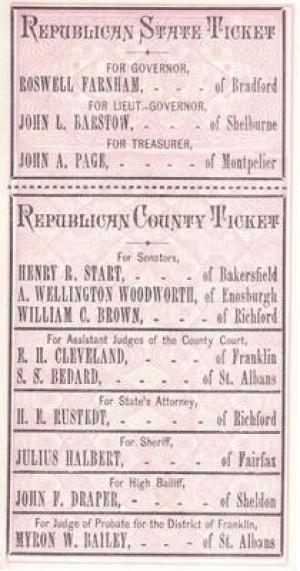 REPUBLICAN STATE TICKET
FOR GOVERNOR,
ROSWELL FARNHAM, - - - of Bradford
FOR LIEUT.-GOVERNOR,
JOHN L. BARSTOW, - - - of Shelburne
FOR TREASURER,
JOHN A. PAGE, - - - - of Montpelier
REPUBLICAN COUNTY TICKET
For Senators,
HENRY R. START, - - - of Bakersfield
A. WELLINGTON WOODWORTH, of Enosburgh
WILLIAM C. BROWN, - - - of Richford
For Assistant Judges of the County Court,
E. H. CLEVELAND, - - - of Franklin
S. S. BEDARD, - - - - of St. Albans
For State's Attorney,
H. E. RUSTEDT, - - - - of Richford
For Sheriff,
JULIUS HALBERT, - - - of Fairfax
For High Bailiff,
JOHN F. DRAPER, - - - of Sheldon
For Judge of Probate for the District of Franklin,
MYRON W. BAILEY, - - - of St. Albans